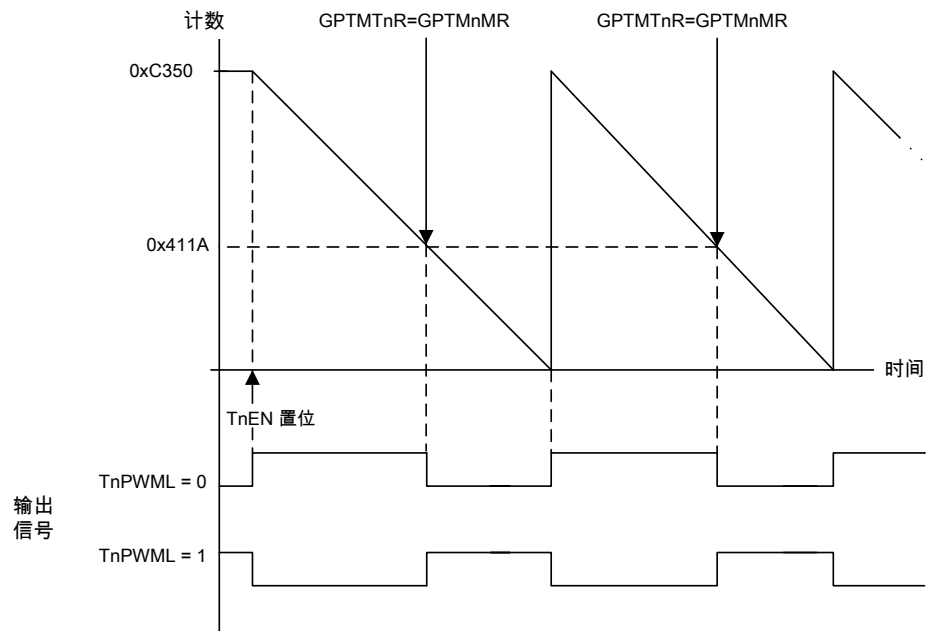 计数
GPTMTnR=GPTMnMR
GPTMTnR=GPTMnMR
0xC350
0x411A
时间
TnEN 置位
TnPWML = 0
输出
信号
TnPWML = 1